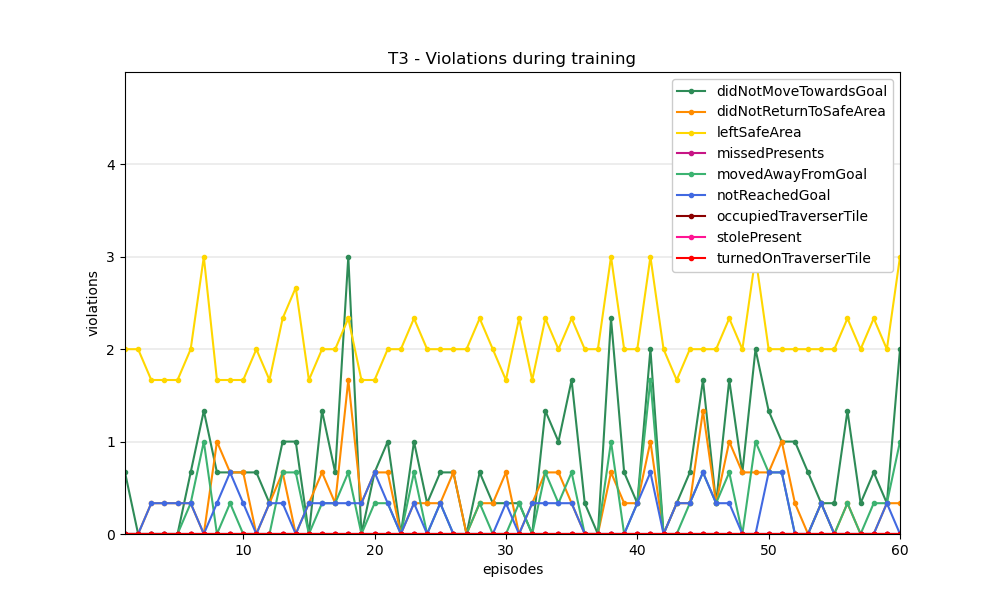 T3 - Violations during training
violations
4
3
2
1
0
didNotMoveTowardsGoal
didNotReturnToSafeArea
leftSafeArea
missedPresents
movedAwayFromGoal
notReachedGoal
occupiedTraverserTile
stolePresent
turnedOnTraverserTile
10 20 30 40 50 60
episodes